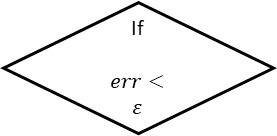 If
𝑒𝑟𝑟 <
𝜀